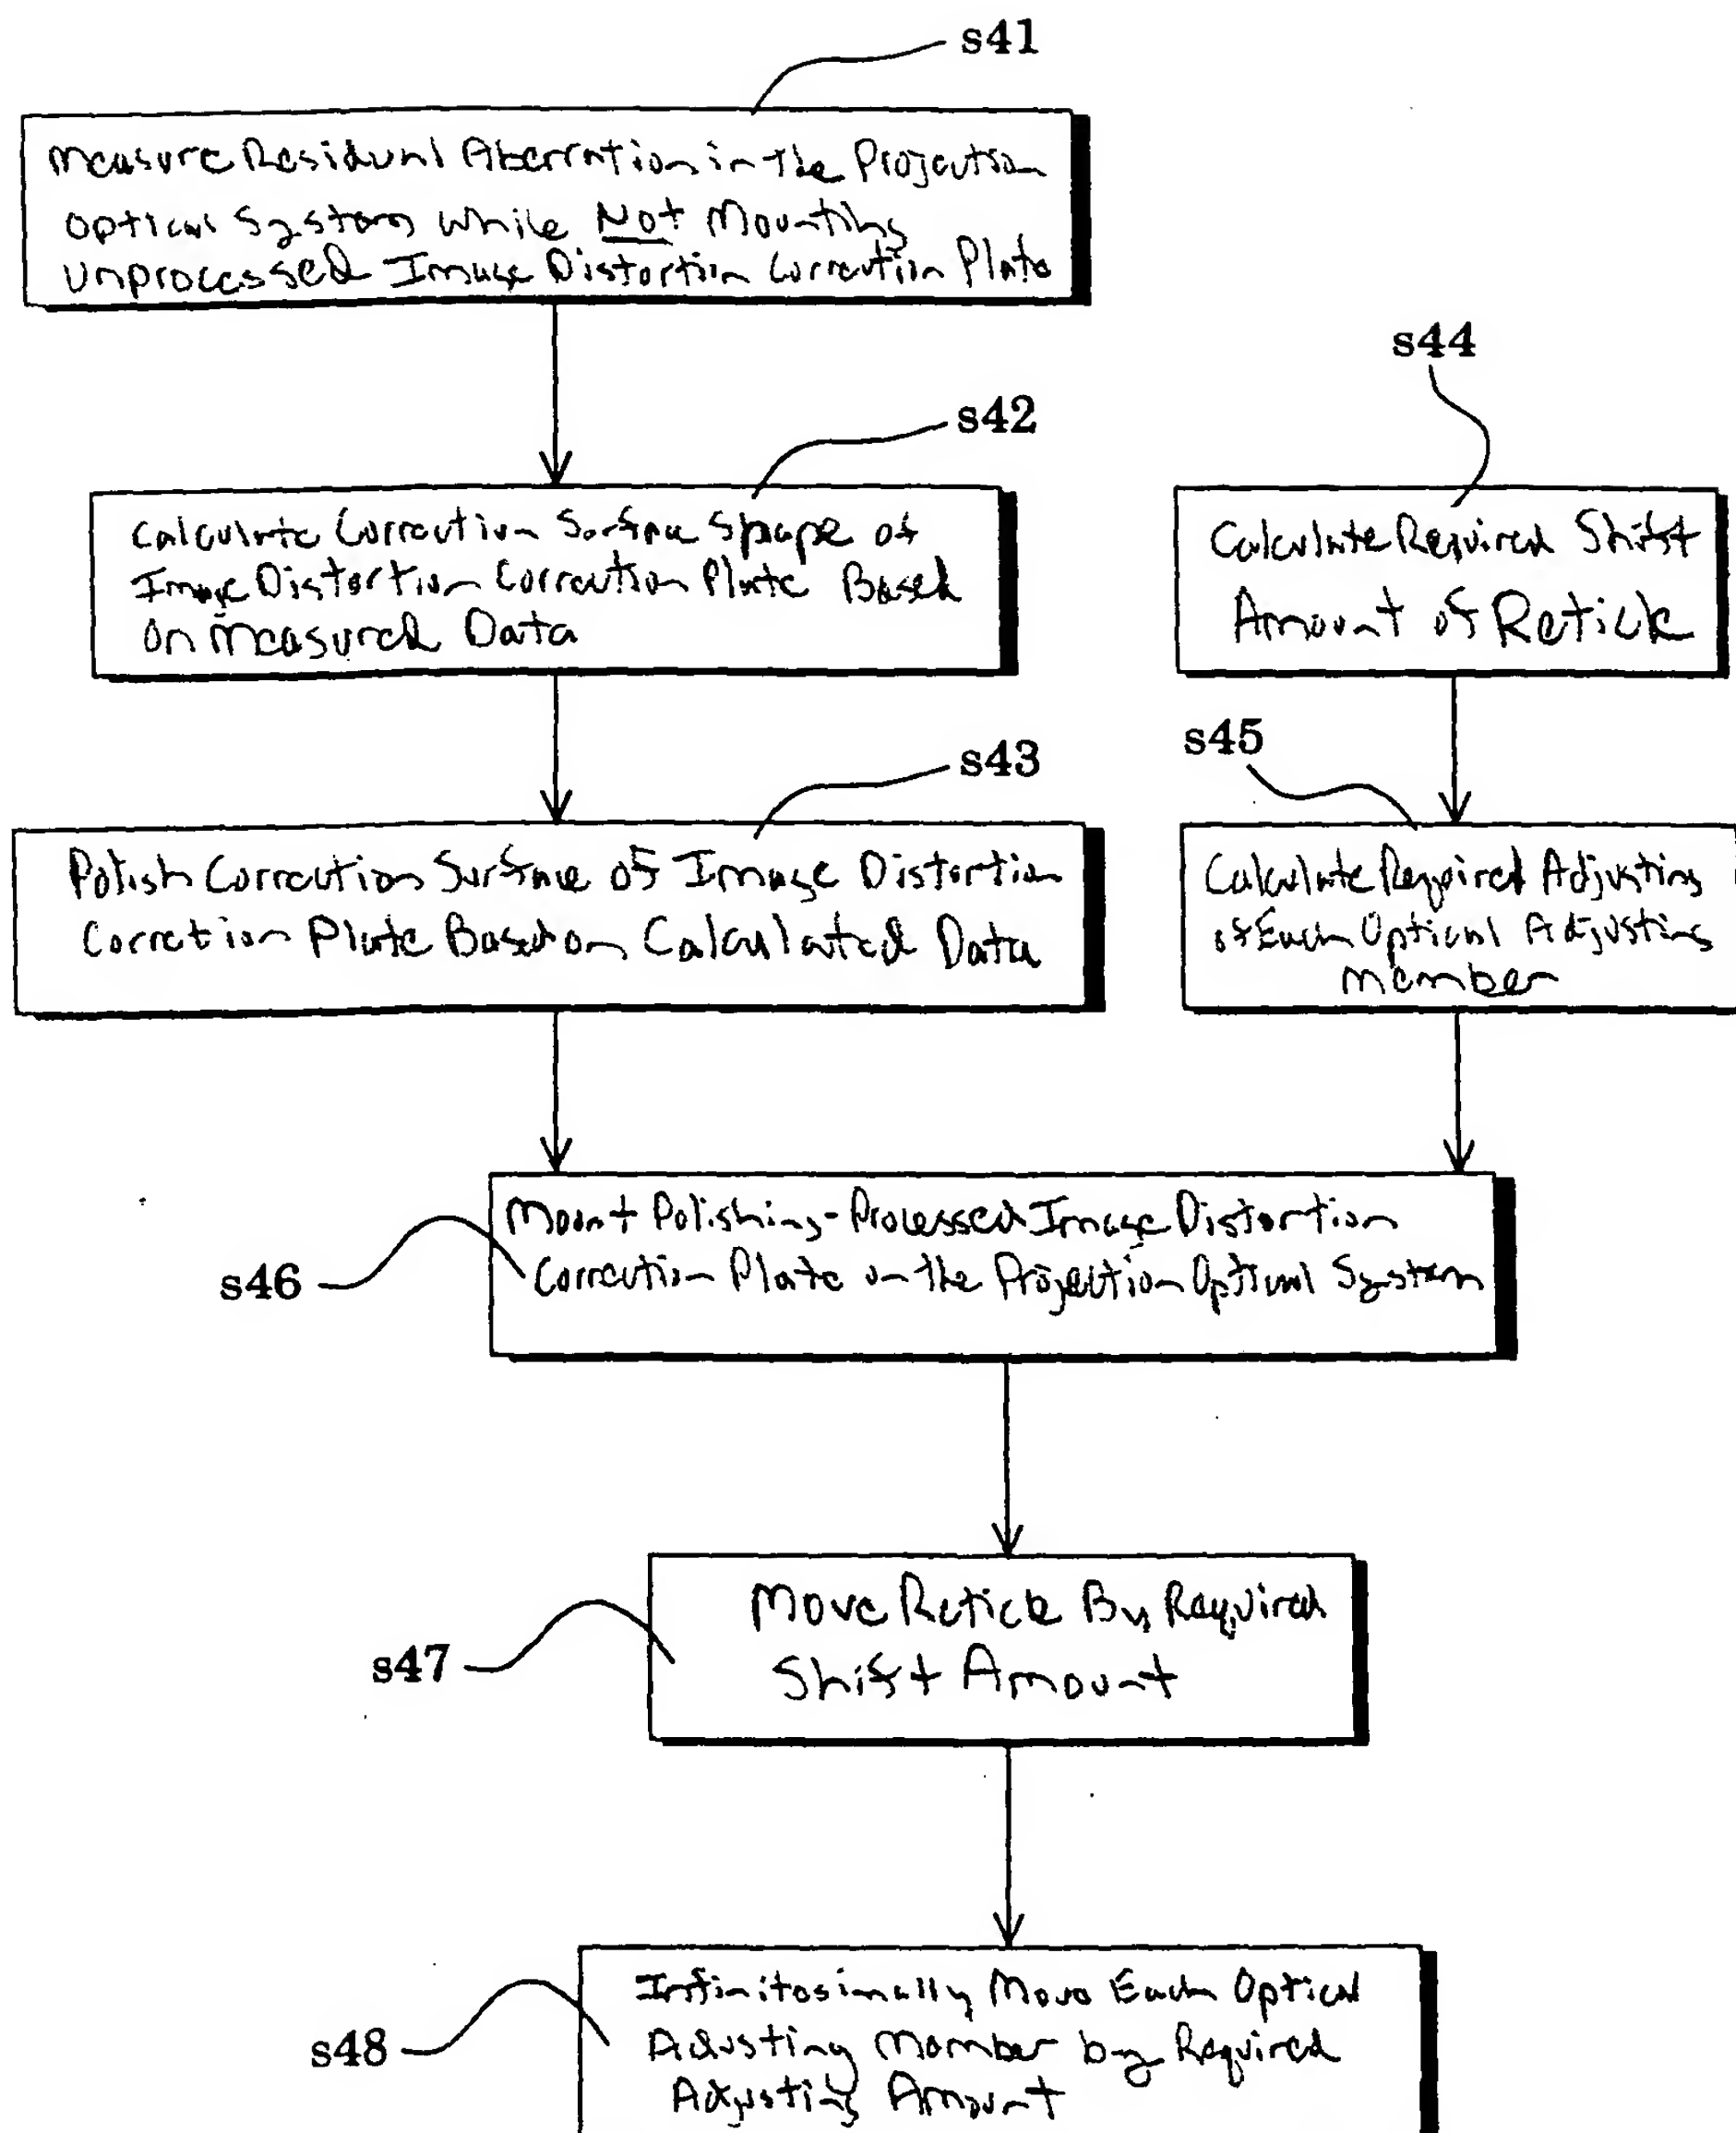 s41
Measure Residual Aberration in the Projection
Optical System while Not Mounting
Unprocessed Image Distortion Correction Plate
s44
s42
Calculate Correction Surface Shape of
Image Distortion Correction Plate Based
On Measured Data
Calculate Required Shift
Amount of Reticle
s45
s43
Polish Correction Surface of Image Distortion
Correction Plate Based on Calculated Data
Calculate Required Adjusting
of Each Optical Adjusting
Member
s46
Mount Polishing-Processed Image Distortion
Correction Plate on the Projection Optical System
s47
Move Reticle By Required
Shift Amount
s48
Infinitesimally Move Each Optical
Adjusting Member by Required
Adjusting Amount